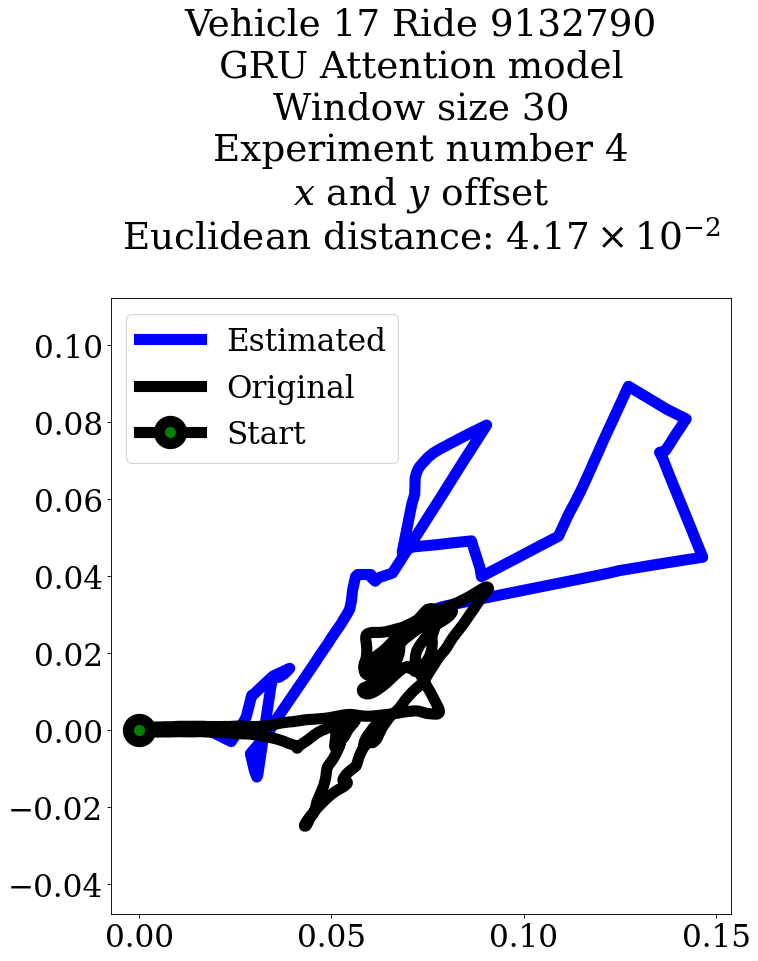 Vehicle 17 Ride 9132790
GRU Attention model
Window size 30
Experiment number 4
x and y offset
Euclidean distance: 4.17 × 10⁻²
Estimated
Original
Start
0.10
0.08
0.06
0.04
0.02
0.00
−0.02
−0.04
0.00 0.05 0.10 0.15